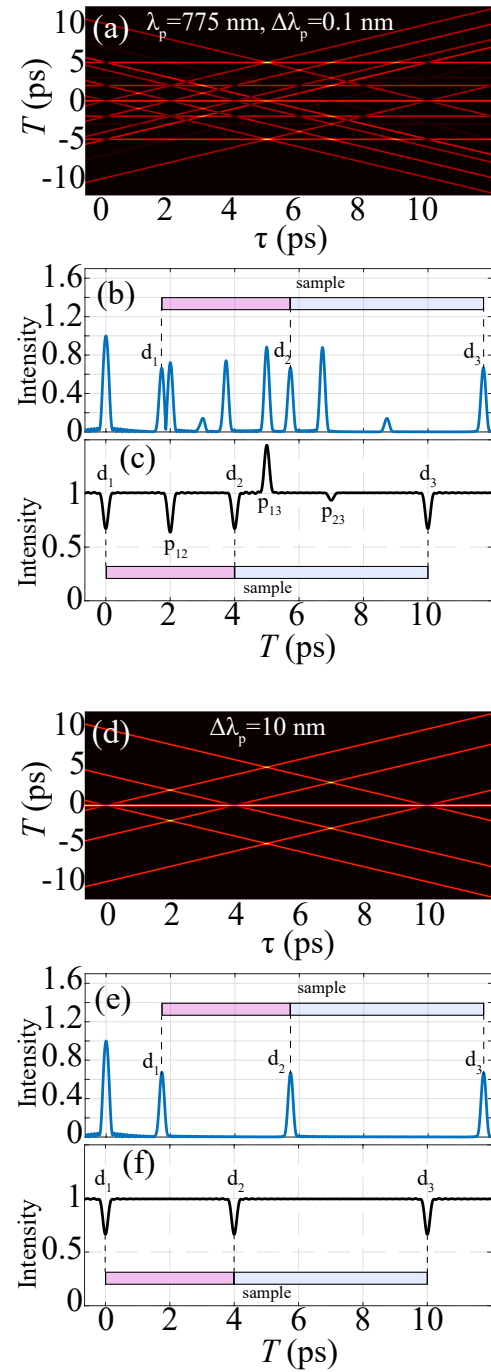 (a) λp=775 nm, Δλp=0.1 nm
10
5
0
-5
-10
T (ps)
0 2 4 6 8 10
τ (ps)
(b)
sample
1.6
1.2
0.8
0.4
0
Intensity
d1 d2 d3
(c)
d1 d2 d3
p12 p13 p23
1
0.5
0
Intensity
sample
0 2 4 6 8 10
T (ps)
(d) Δλp=10 nm
10
5
0
-5
-10
T (ps)
0 2 4 6 8 10
τ (ps)
(e)
sample
1.6
1.2
0.8
0.4
0
Intensity
d1 d2 d3
(f)
d1 d2 d3
1
0.5
0
Intensity
sample
0 2 4 6 8 10
T (ps)